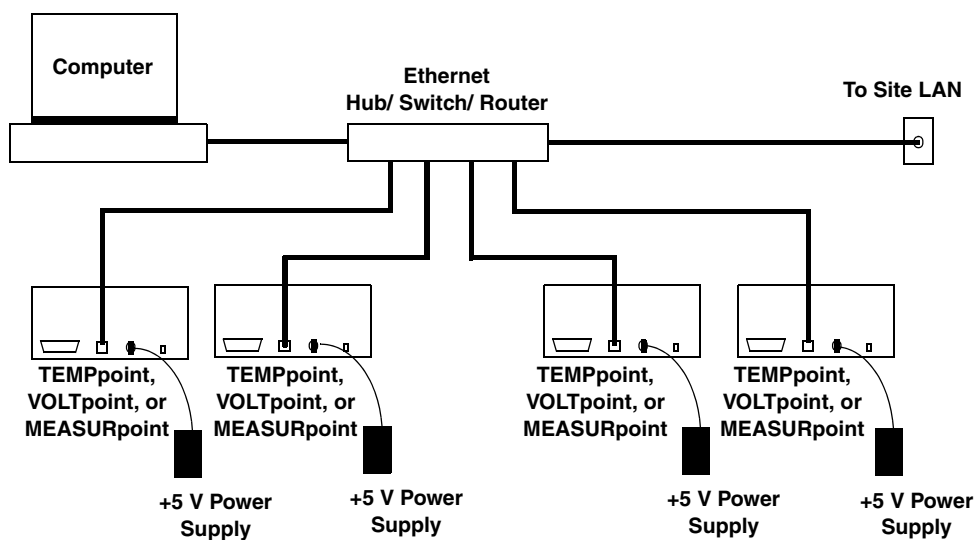 Computer
Ethernet
Hub/ Switch/ Router
To Site LAN
TEMPpoint,
VOLTpoint, or
MEASURpoint
TEMPpoint,
VOLTpoint, or
MEASURpoint
TEMPpoint,
VOLTpoint, or
MEASURpoint
TEMPpoint,
VOLTpoint, or
MEASURpoint
+5 V Power
Supply
+5 V Power
Supply
+5 V Power
Supply
+5 V Power
Supply